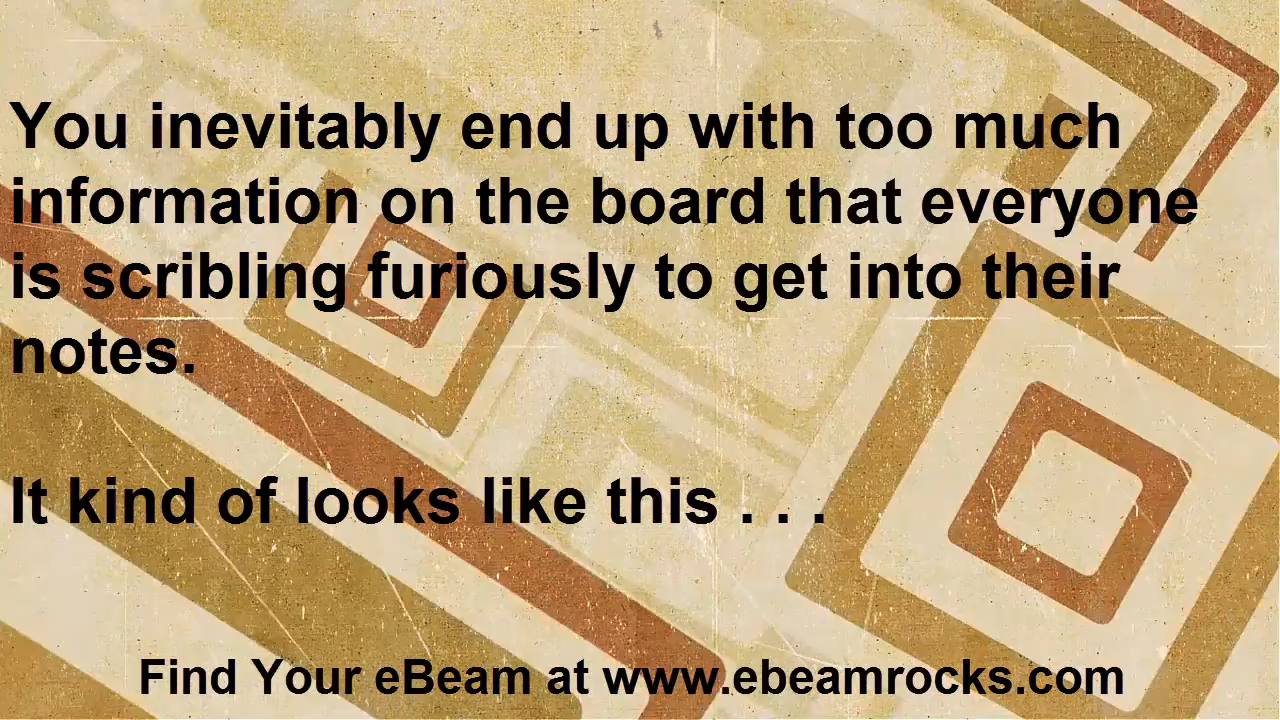 You inevitably end up with too much
information on the board that everyone
is scribling furiously to get into their
notes.
It kind of looks like this . . .
Find Your eBeam at www.ebeamrocks.com